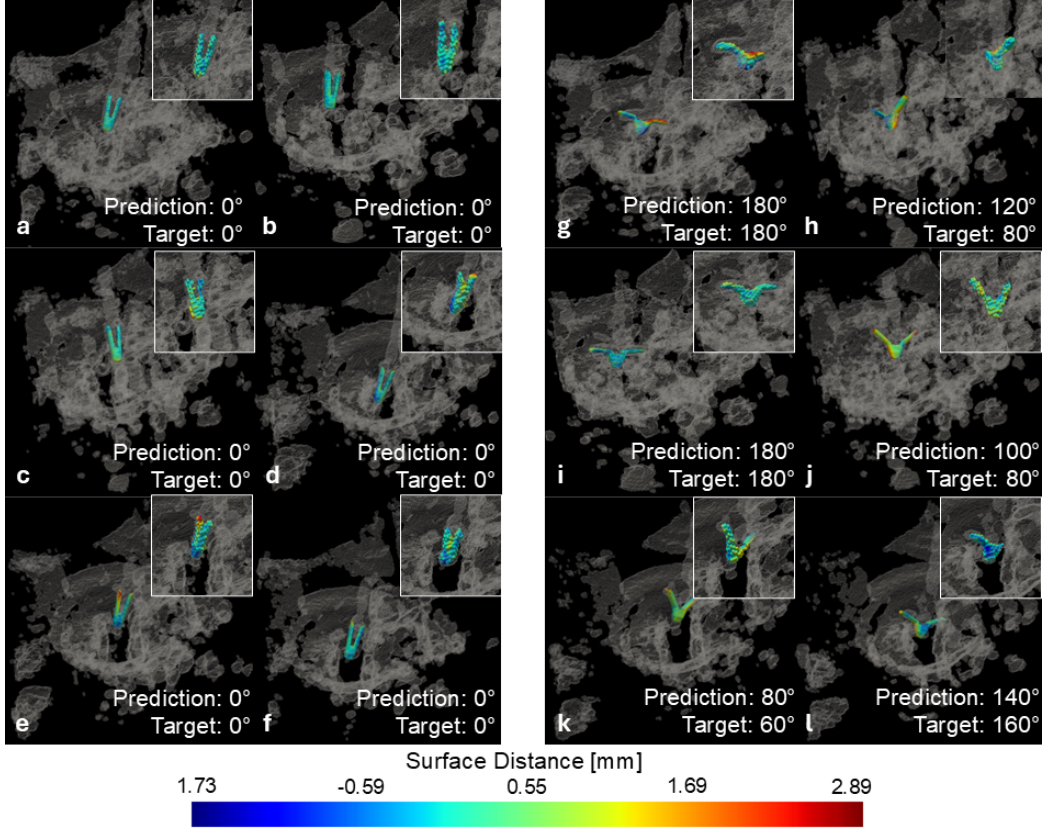 Prediction: 0°
a Target: 0°
Prediction: 0°
b Target: 0°
Prediction: 180°
g Target: 180°
Prediction: 120°
h Target: 80°
Prediction: 0°
c Target: 0°
Prediction: 0°
d Target: 0°
Prediction: 180°
i Target: 180°
Prediction: 100°
j Target: 80°
Prediction: 0°
e Target: 0°
Prediction: 0°
f Target: 0°
Prediction: 80°
k Target: 60°
Prediction: 140°
l Target: 160°
Surface Distance [mm]
1.73 -0.59 0.55 1.69 2.89